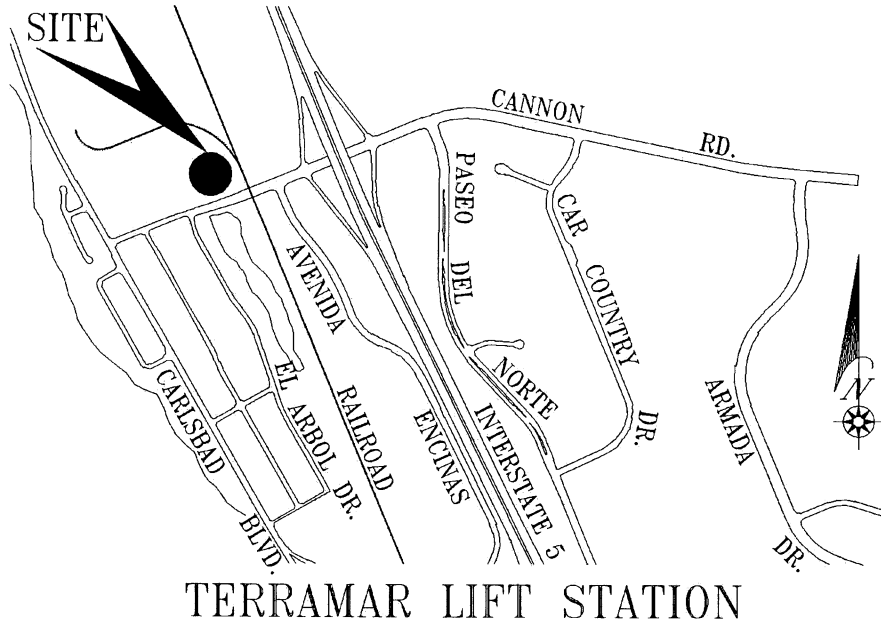 SITE
CANNON RD.
PASEO DEL NORTE
CAR COUNTRY DR.
AVENIDA ENCINAS
CARLSBAD BLVD.
EL ARBOL DR.
RAILROAD
INTERSTATE 5
ARMADA DR.
N
TERRAMAR LIFT STATION